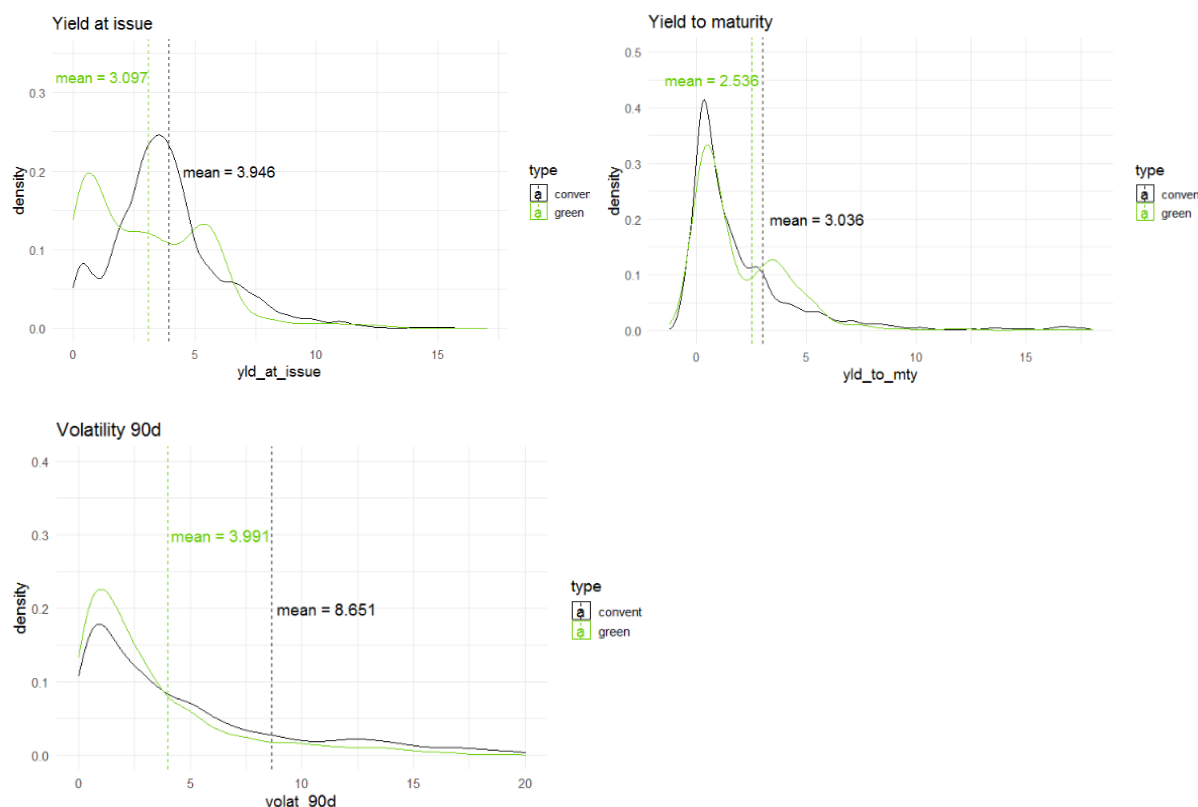 Yield at issue
mean = 3.097
mean = 3.946
0.3
0.2
0.1
0.0
density
0
5
10
15
yld_at_issue
type
a conver
a green
Yield to maturity
mean = 2.536
mean = 3.036
0.5
0.4
0.3
0.2
0.1
0.0
density
0
5
10
15
yld_to_mty
type
a conver
a green
Volatility 90d
mean = 3.991
mean = 8.651
0.4
0.3
0.2
0.1
0.0
density
0
5
10
15
20
volat_90d
type
a convent
a green